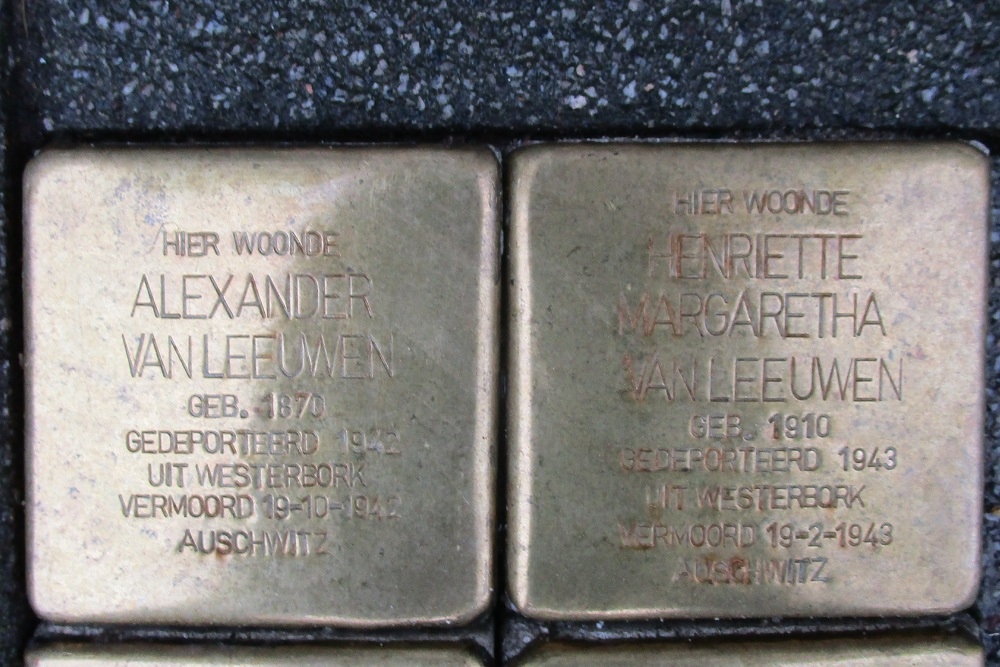 HIER WOONDE
ALEXANDER
VAN LEEUWEN
GEB. 1870
GEDEPORTEERD 1942
UIT WESTERBORK
VERMOORD 19-10-1942
AUSCHWITZ
HIER WOONDE
HENRIETTE
MARGARETHA
VAN LEEUWEN
GEB. 1910
GEDEPORTEERD 1943
UIT WESTERBORK
VERMOORD 19-2-1943
AUSCHWITZ